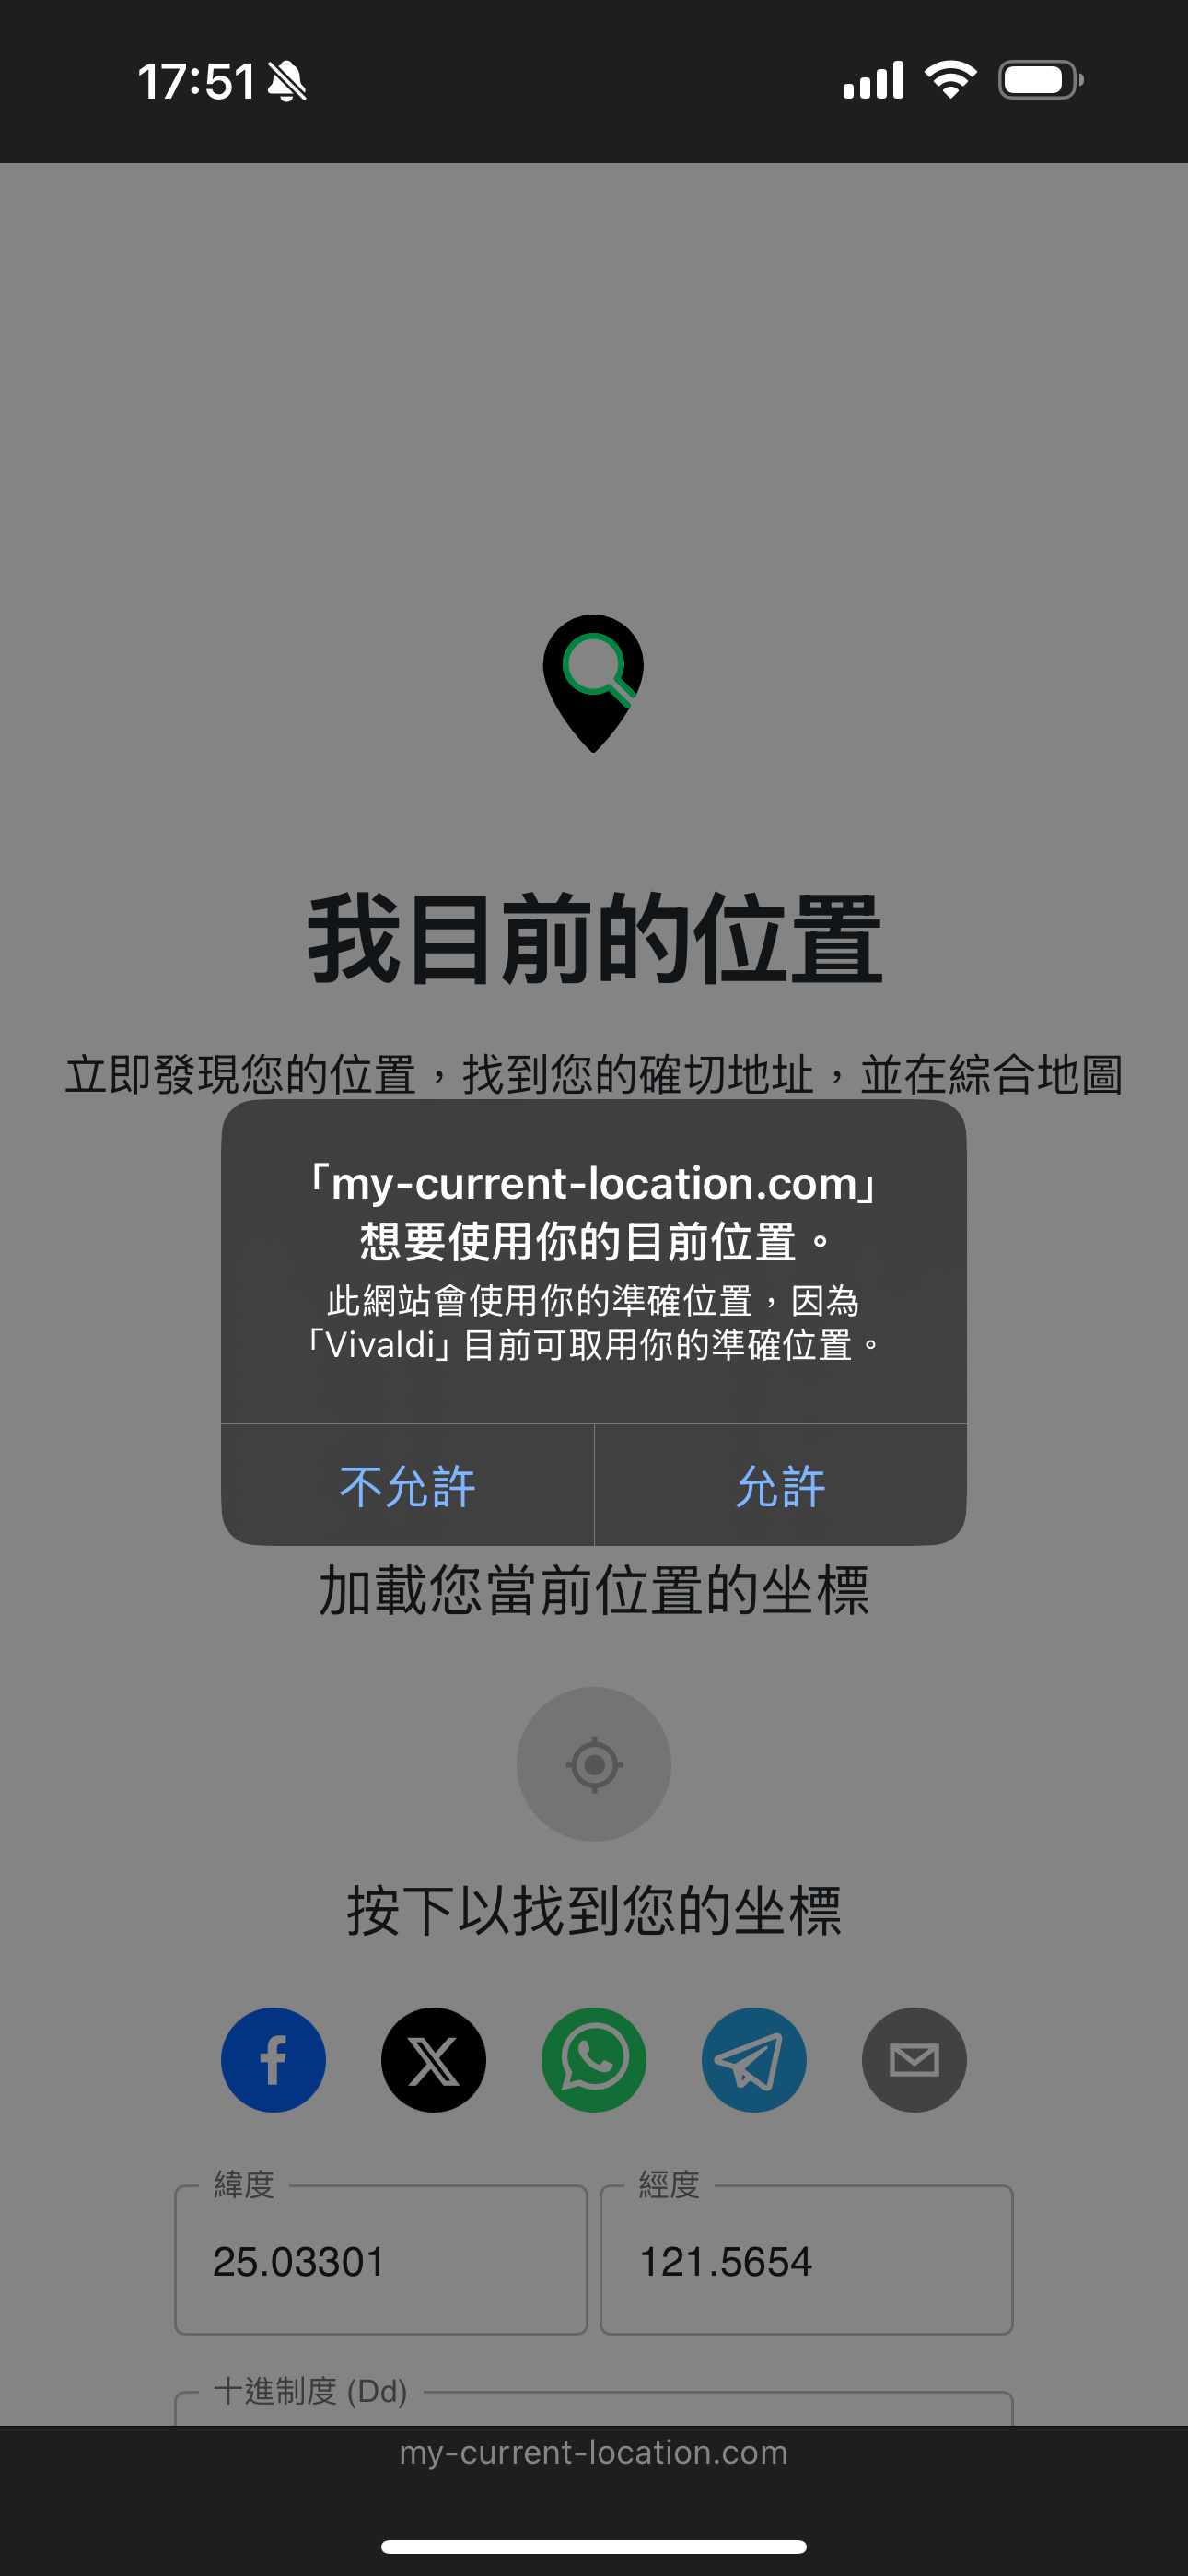 17:51
我目前的位置
立即發現您的位置，找到您的確切地址，並在綜合地圖
「my-current-location.com」
想要使用你的目前位置。
此網站會使用你的準確位置，因為
「Vivaldi」目前可取用你的準確位置。
不允許
允許
加載您當前位置的坐標
按下以找到您的坐標
緯度
經度
25.03301
121.5654
十進制度 (Dd)
my-current-location.com